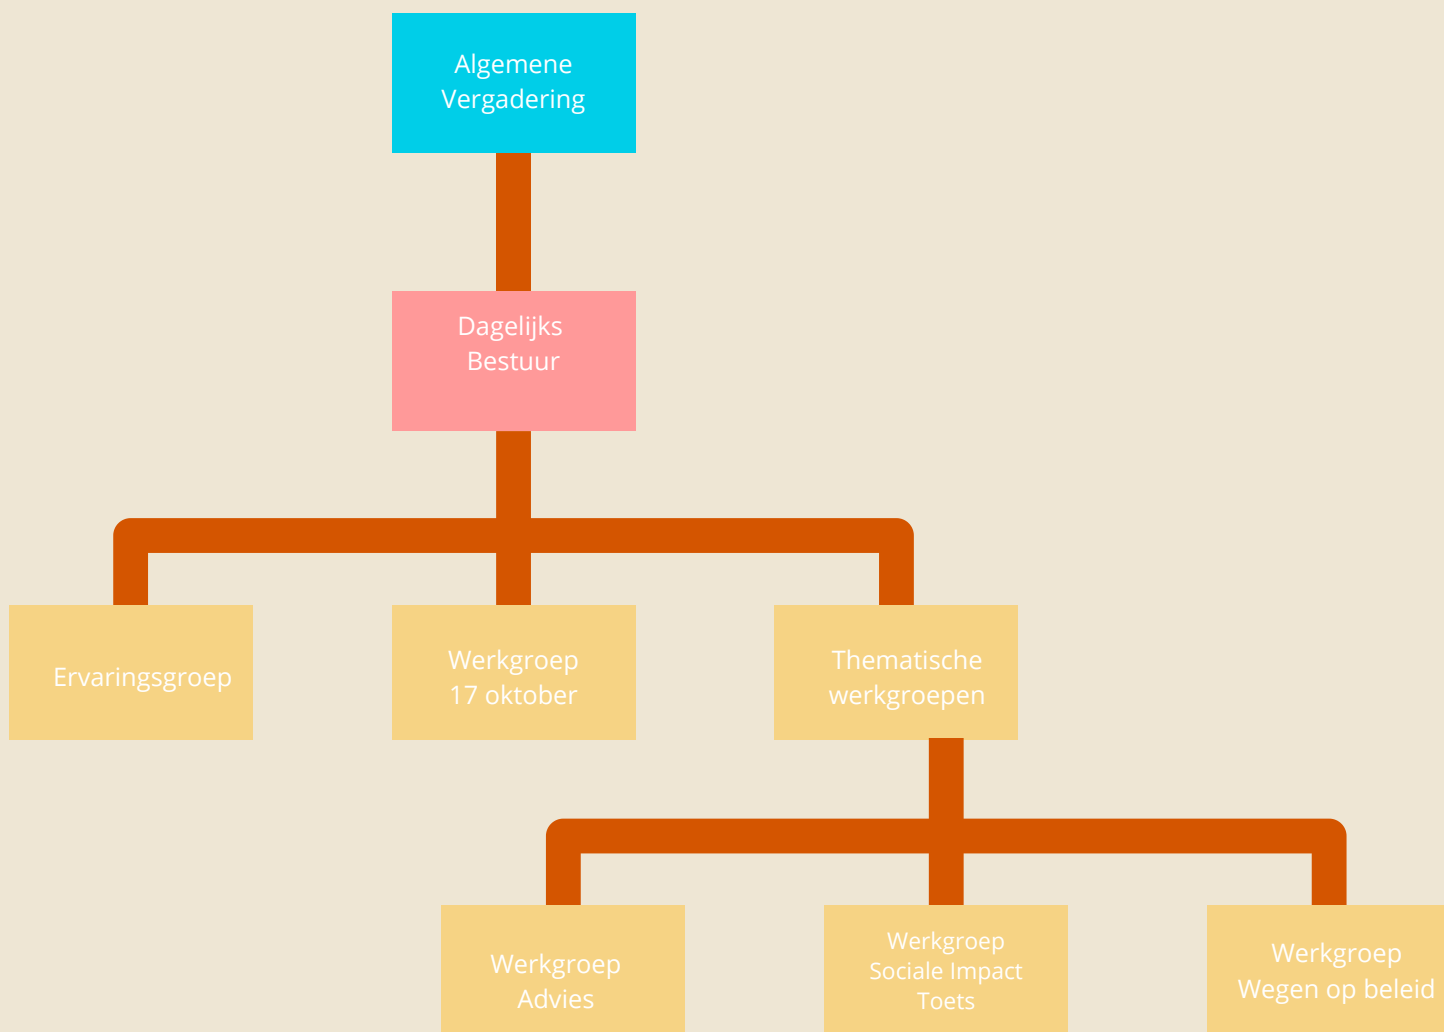 Algemene
Vergadering
Dagelijks
Bestuur
Ervaringsgroep
Werkgroep
17 oktober
Thematische
werkgroepen
Werkgroep
Advies
Werkgroep
Sociale Impact
Toets
Werkgroep
Wegen op beleid